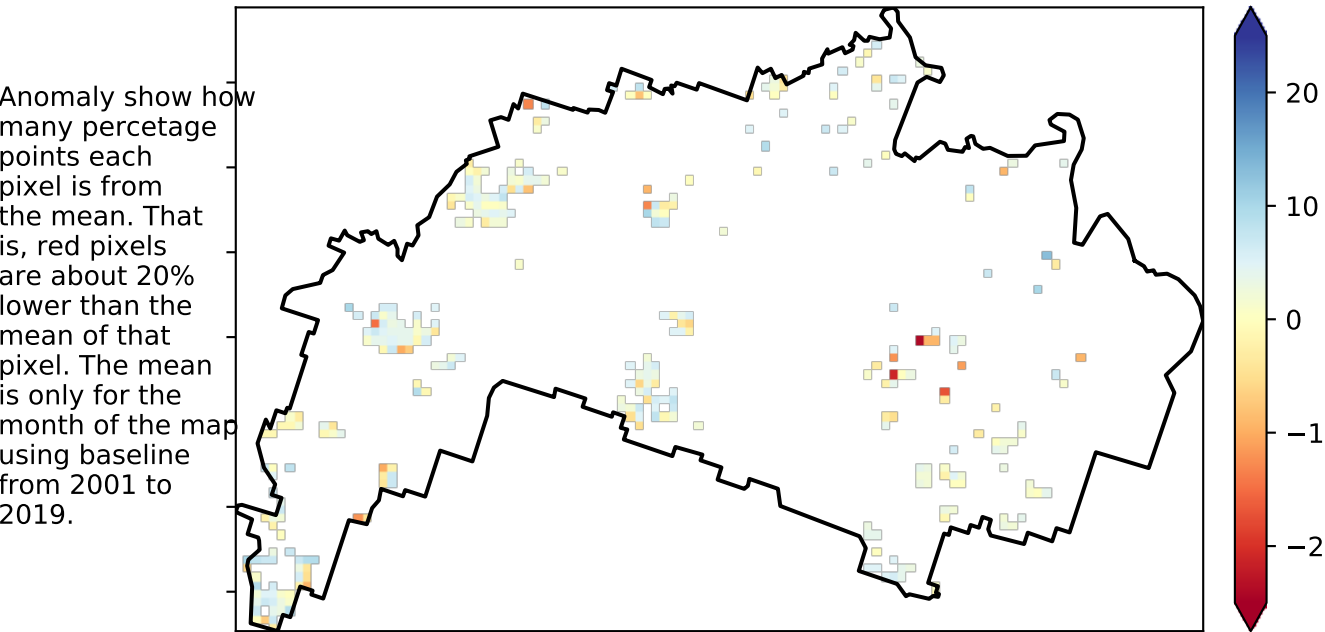 Anomaly show how
many percetage
points each
pixel is from
the mean. That
is, red pixels
are about 20%
lower than the
mean of that
pixel. The mean
is only for the
month of the map
using baseline
from 2001 to
2019.
20
10
0
−1
−2